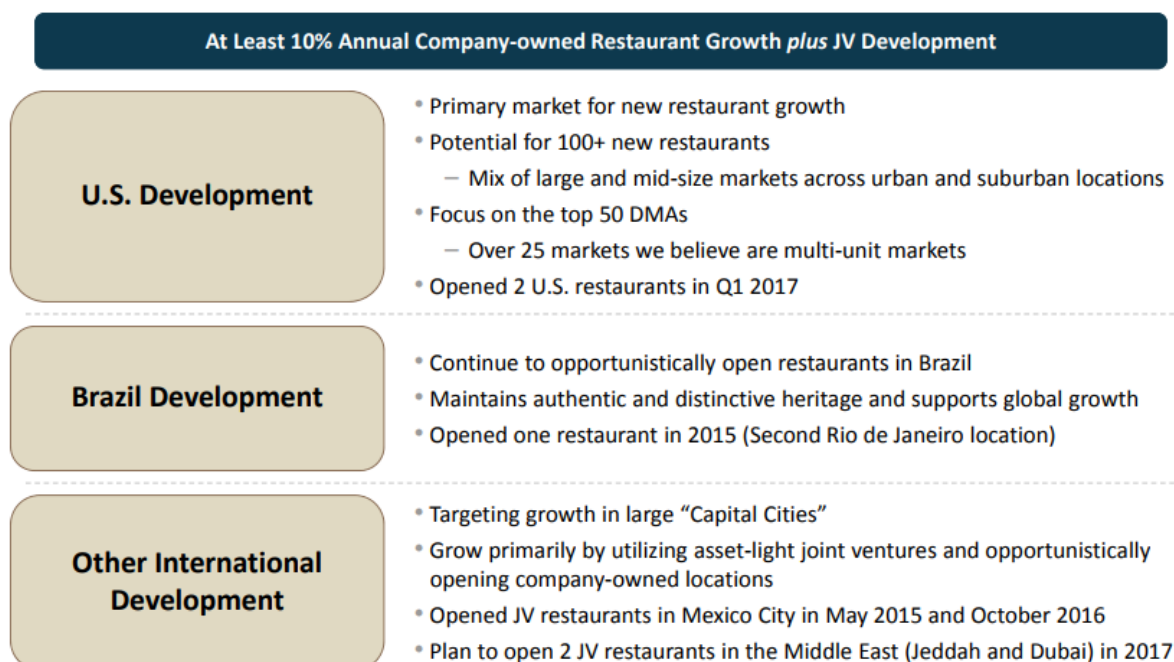 At Least 10% Annual Company-owned Restaurant Growth plus JV Development
U.S. Development
• Primary market for new restaurant growth
• Potential for 100+ new restaurants
– Mix of large and mid-size markets across urban and suburban locations
• Focus on the top 50 DMAs
– Over 25 markets we believe are multi-unit markets
• Opened 2 U.S. restaurants in Q1 2017
Brazil Development
• Continue to opportunistically open restaurants in Brazil
• Maintains authentic and distinctive heritage and supports global growth
• Opened one restaurant in 2015 (Second Rio de Janeiro location)
Other International
Development
• Targeting growth in large “Capital Cities”
• Grow primarily by utilizing asset-light joint ventures and opportunistically
opening company-owned locations
• Opened JV restaurants in Mexico City in May 2015 and October 2016
• Plan to open 2 JV restaurants in the Middle East (Jeddah and Dubai) in 2017